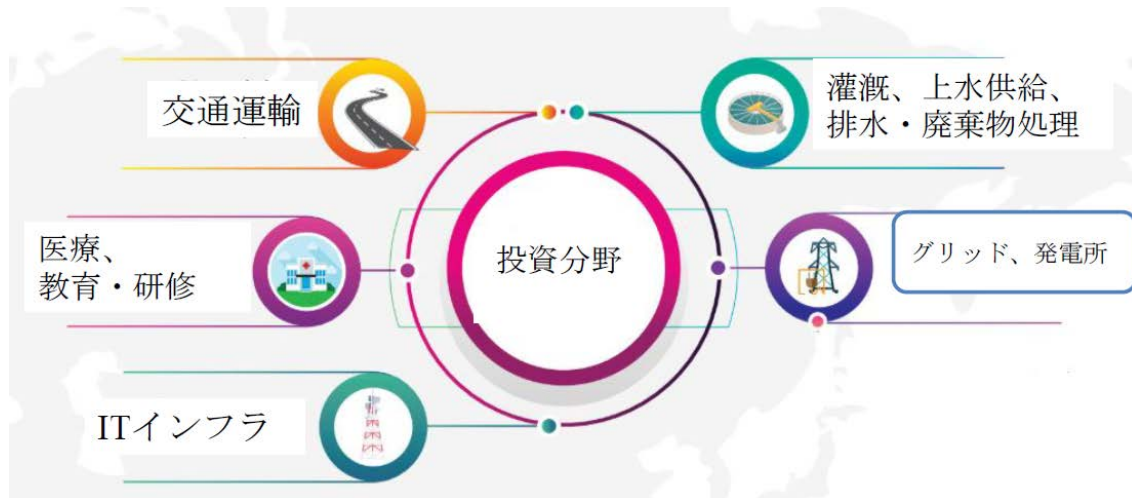 交通運輸
灌漑、上水供給、
排水・廃棄物処理
医療、
教育・研修
投資分野
グリッド、発電所
ITインフラ